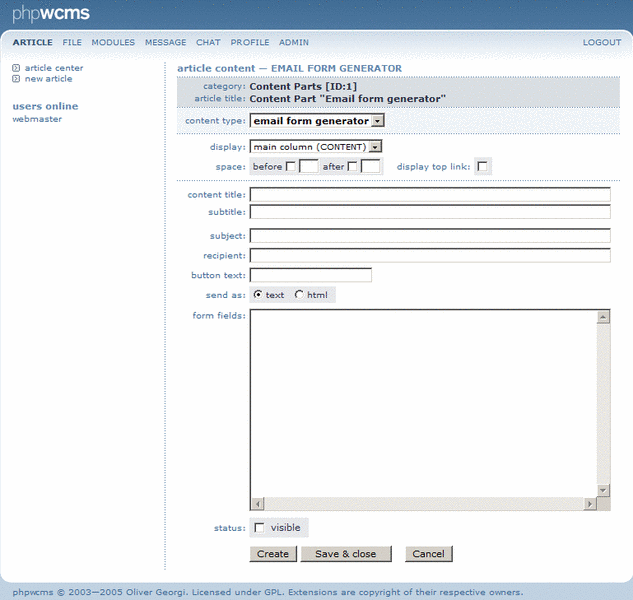 phpwcms
ARTICLE FILE MODULES MESSAGE CHAT PROFILE ADMIN LOGOUT
article center
new article
users online
webmaster
article content — EMAIL FORM GENERATOR
category: Content Parts [ID:1]
article title: Content Part "Email form generator"
content type: email form generator
display: main column (CONTENT)
space: before after display top link:
content title:
subtitle:
subject:
recipient:
button text:
send as: text html
form fields:
status: visible
Create Save & close Cancel
phpwcms © 2003—2005 Oliver Georgi. Licensed under GPL. Extensions are copyright of their respective owners.